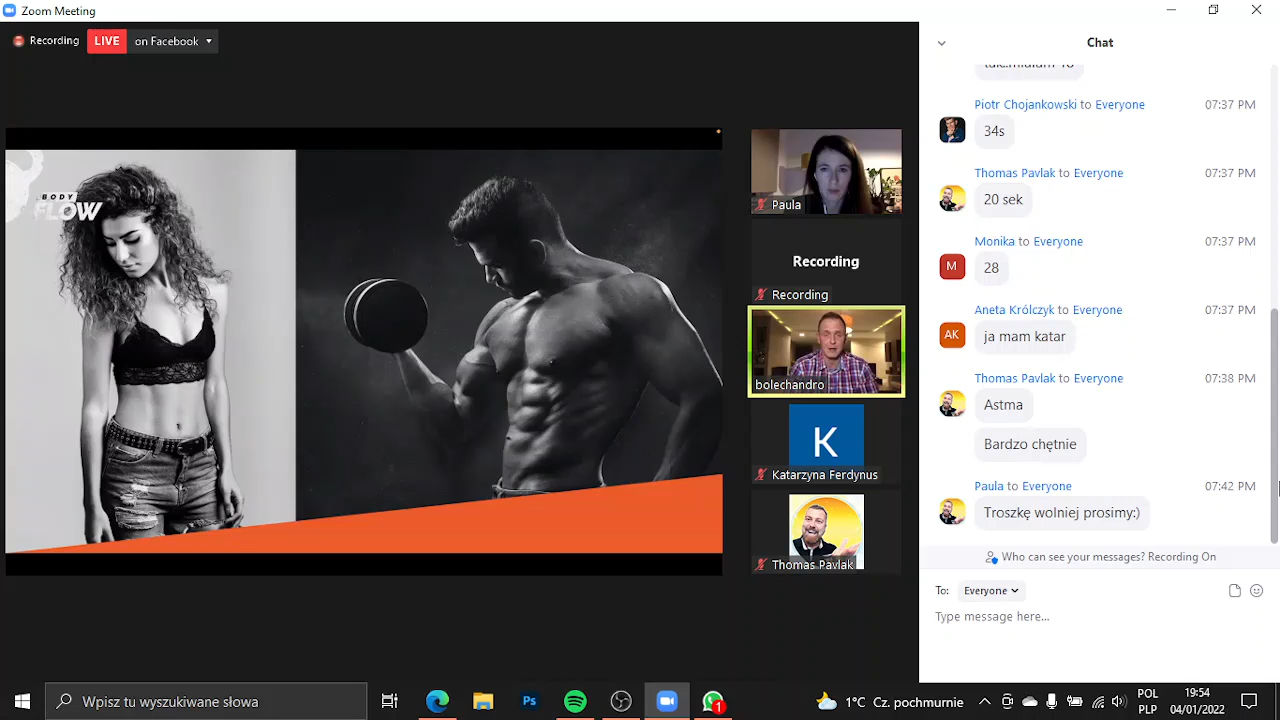 Zoom Meeting
Recording
LIVE
on Facebook
BODY
FLOW
Paula
Recording
Recording
bolechandro
K
Katarzyna Ferdynus
Thomas Pavlak
Chat
Piotr Chojankowski to Everyone 07:37 PM
34s
Thomas Pavlak to Everyone 07:37 PM
20 sek
Monika to Everyone 07:37 PM
M
28
Aneta Królczyk to Everyone 07:37 PM
AK
ja mam katar
Thomas Pavlak to Everyone 07:38 PM
Astma
Bardzo chętnie
Paula to Everyone 07:42 PM
Troszkę wolniej prosimy:)
Who can see your messages? Recording On
To: Everyone
Type message here...
Wpisz tu wyszukiwane słowa
Ps
1
1°C Cz. pochmurnie
POL
PLP
19:54
04/01/2022